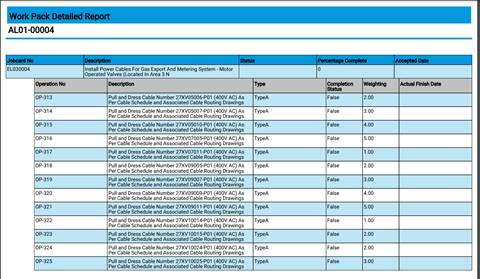 Work Pack Detailed Report
AL01-00004
Jobcard No Description Status Percentage Complete Accepted Date
EL030004 Install Power Cables For Gas Export And Metering System - Motor 0
Operated Valves (Located In Area 3 N
Operation No Description Type Completion Weighting Actual Finish Date
Status
OP-313 Pull and Dress Cable Number 27XV05006-P01 (400V AC) As TypeA False 2.00
Per Cable Schedule and Associated Cable Routing Drawings
OP-314 Pull and Dress Cable Number 27XV05007-P01 (400V AC) As TypeA False 3.00
Per Cable Schedule and Associated Cable Routing Drawings
OP-315 Pull and Dress Cable Number 27XV05010-P01 (400V AC) As TypeA False 4.00
Per Cable Schedule and Associated Cable Routing Drawings
OP-316 Pull and Dress Cable Number 27XV07005-P01 (400V AC) As TypeA False 5.00
Per Cable Schedule and Associated Cable Routing Drawings
OP-317 Pull and Dress Cable Number 27XV07011-P01 (400V AC) As TypeA False 1.00
Per Cable Schedule and Associated Cable Routing Drawings
OP-318 Pull and Dress Cable Number 27XV09005-P01 (400V AC) As TypeA False 2.00
Per Cable Schedule and Associated Cable Routing Drawings
OP-319 Pull and Dress Cable Number 27XV09007-P01 (400V AC) As TypeA False 3.00
Per Cable Schedule and Associated Cable Routing Drawings
OP-320 Pull and Dress Cable Number 27XV09009-P01 (400V AC) As TypeA False 4.00
Per Cable Schedule and Associated Cable Routing Drawings
OP-321 Pull and Dress Cable Number 27XV09011-P01 (400V AC) As TypeA False 5.00
Per Cable Schedule and Associated Cable Routing Drawings
OP-322 Pull and Dress Cable Number 27XV10014-P01 (400V AC) As TypeA False 1.00
Per Cable Schedule and Associated Cable Routing Drawings
OP-323 Pull and Dress Cable Number 27XV10015-P01 (400V AC) As TypeA False 2.00
Per Cable Schedule and Associated Cable Routing Drawings
OP-324 Pull and Dress Cable Number 27XV10024-P01 (400V AC) As TypeA False 2.00
Per Cable Schedule and Associated Cable Routing Drawings
OP-325 Pull and Dress Cable Number 27XV10025-P01 (400V AC) As TypeA False 3.00
Per Cable Schedule and Associated Cable Routing Drawings